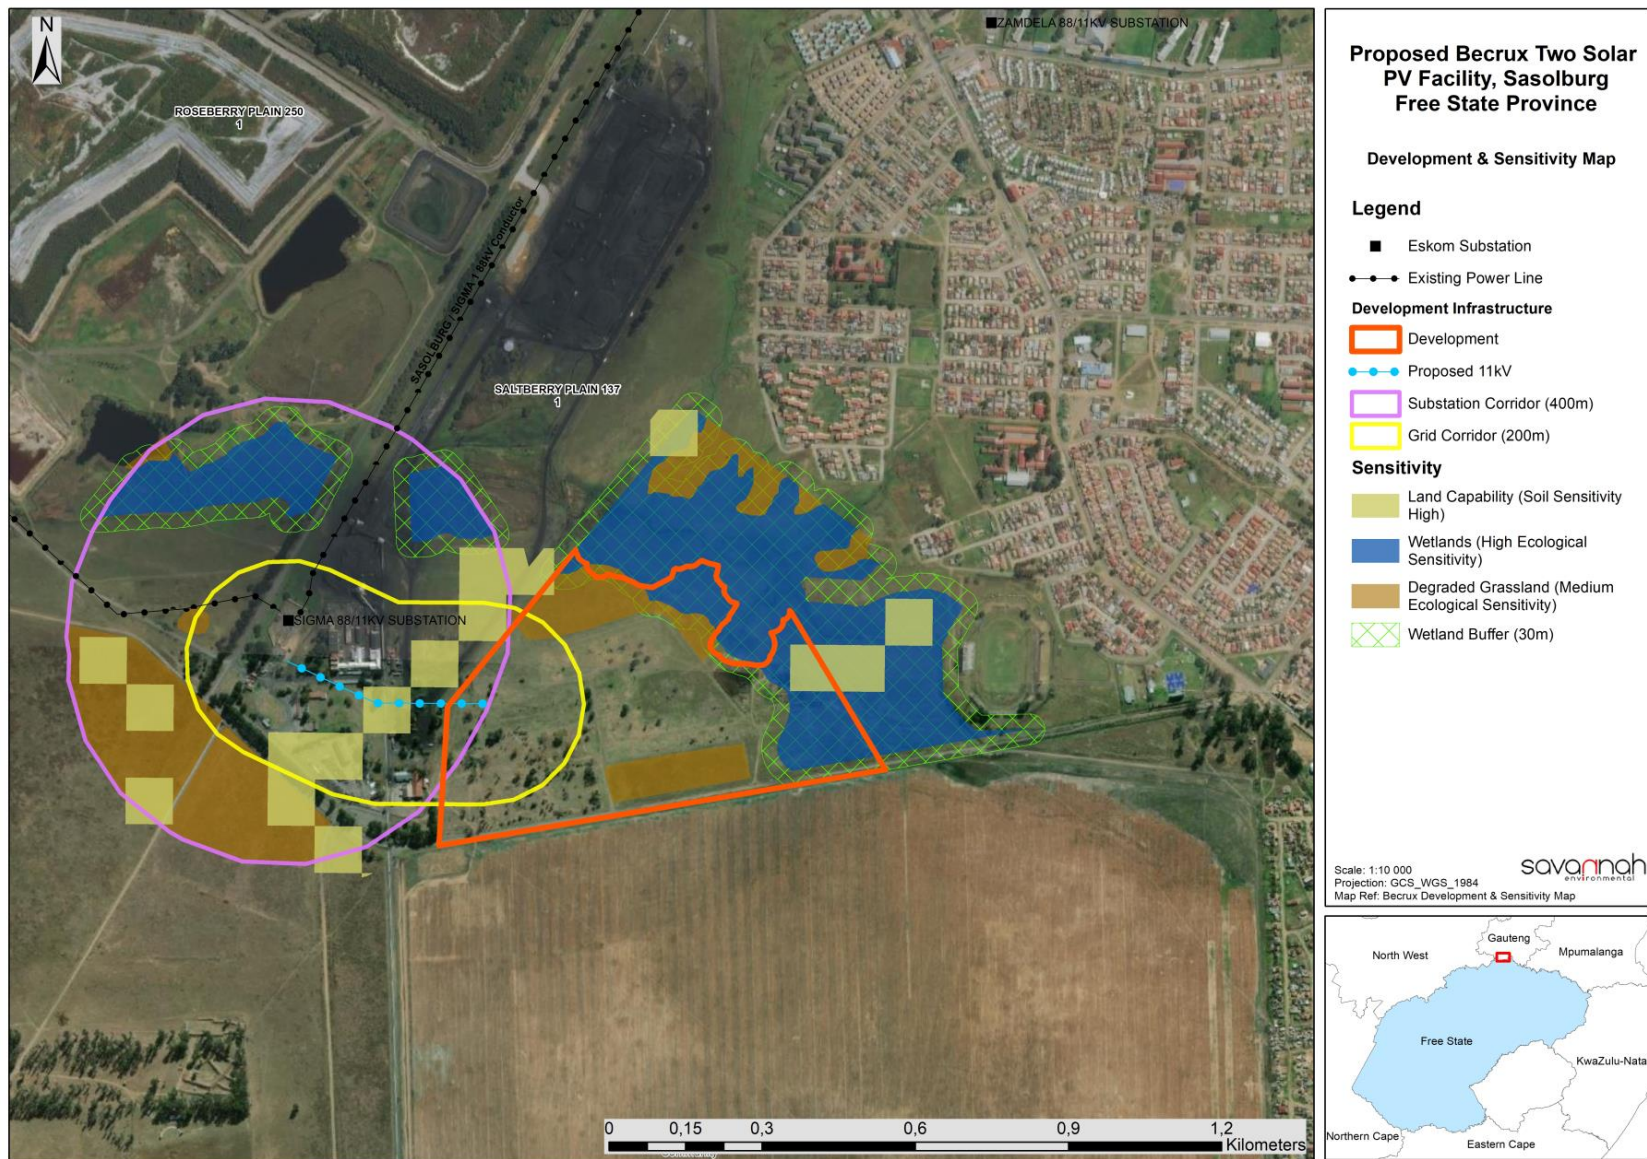 N
ZAMDELA 88/11KV SUBSTATION
ROSEBERRY PLAIN 250
1
SASOLBURG / SIGMA 1 88kV Conductor
SALTBERRY PLAIN 137
1
SIGMA 88/11KV SUBSTATION
0 0,15 0,3 0,6 0,9 1,2
Kilometers
Proposed Becrux Two Solar
PV Facility, Sasolburg
Free State Province
Development & Sensitivity Map
Legend
Eskom Substation
Existing Power Line
Development Infrastructure
Development
Proposed 11kV
Substation Corridor (400m)
Grid Corridor (200m)
Sensitivity
Land Capability (Soil Sensitivity
High)
Wetlands (High Ecological
Sensitivity)
Degraded Grassland (Medium
Ecological Sensitivity)
Wetland Buffer (30m)
savannah
environmental
Scale: 1:10 000
Projection: GCS_WGS_1984
Map Ref: Becrux Development & Sensitivity Map
Gauteng
North West
Mpumalanga
Free State
KwaZulu-Nata
Northern Cape
Eastern Cape